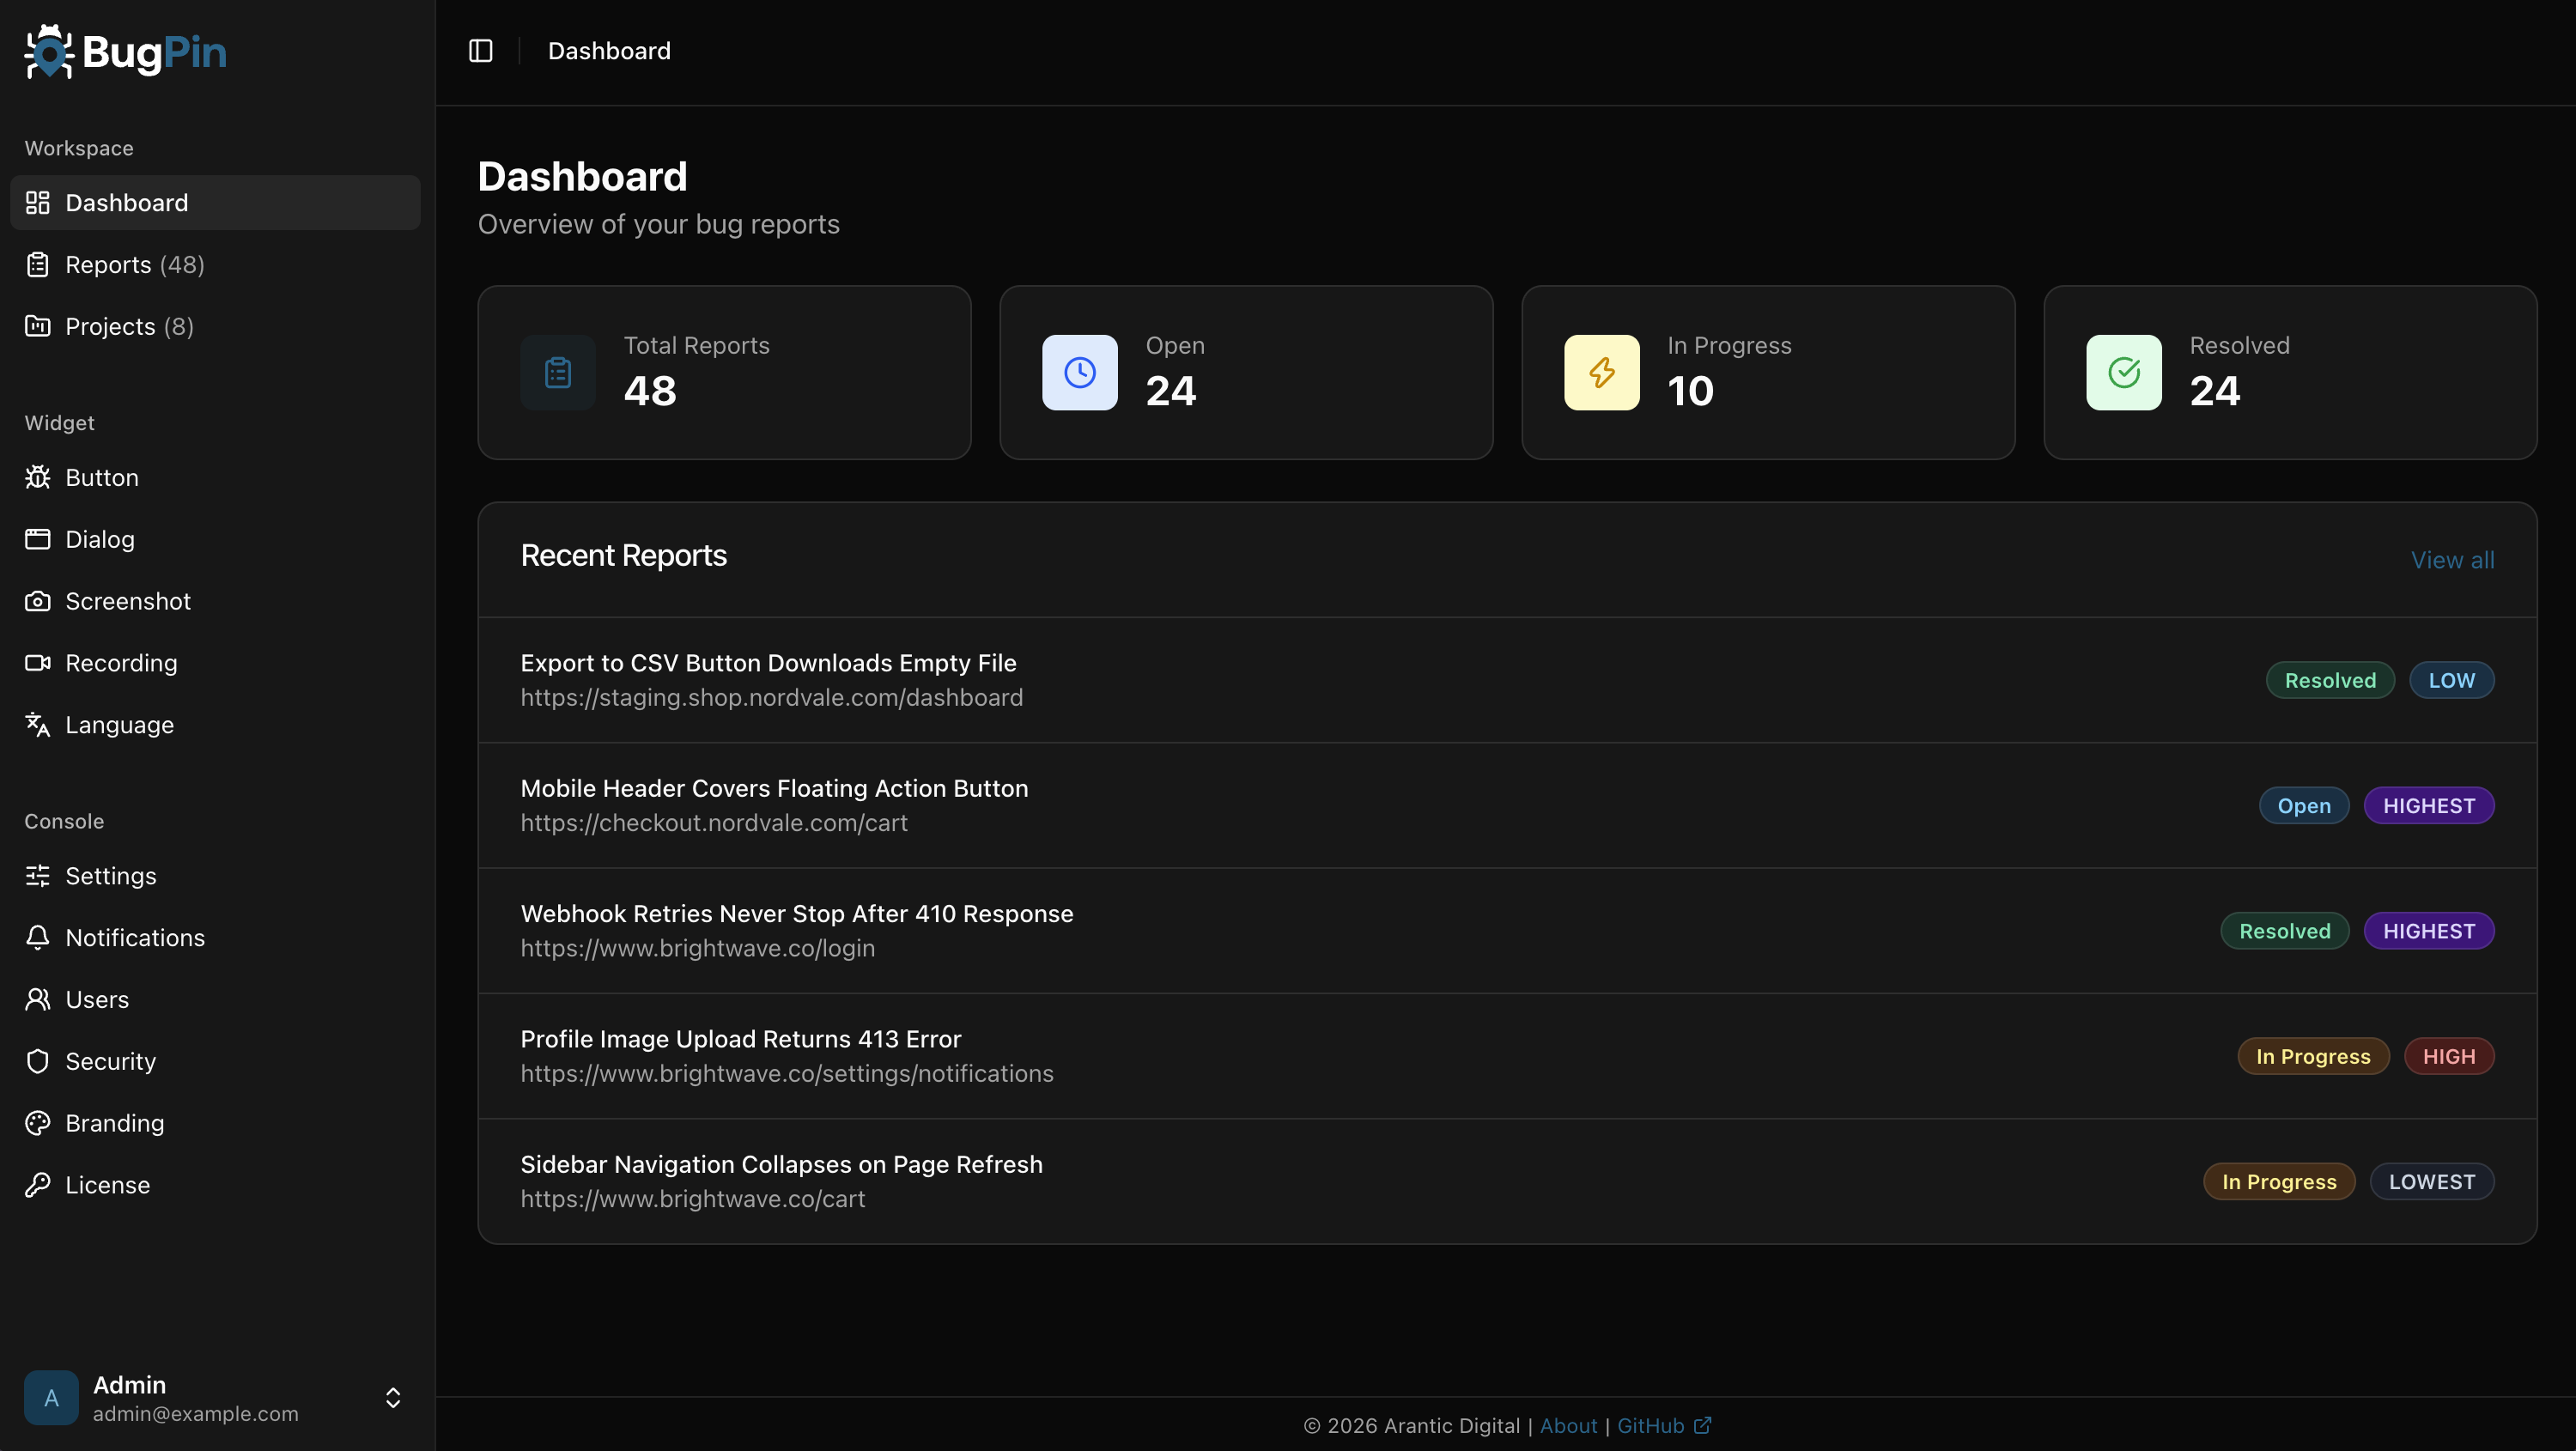 BugPin
Workspace
Dashboard
Reports (48)
Projects (8)
Widget
Button
Dialog
Screenshot
Recording
Language
Console
Settings
Notifications
Users
Security
Branding
License
A
Admin
admin@example.com
Dashboard
Dashboard
Overview of your bug reports
Total Reports
48
Open
24
In Progress
10
Resolved
24
Recent Reports
View all
Export to CSV Button Downloads Empty File
https://staging.shop.nordvale.com/dashboard
Resolved LOW
Mobile Header Covers Floating Action Button
https://checkout.nordvale.com/cart
Open HIGHEST
Webhook Retries Never Stop After 410 Response
https://www.brightwave.co/login
Resolved HIGHEST
Profile Image Upload Returns 413 Error
https://www.brightwave.co/settings/notifications
In Progress HIGH
Sidebar Navigation Collapses on Page Refresh
https://www.brightwave.co/cart
In Progress LOWEST
© 2026 Arantic Digital | About | GitHub